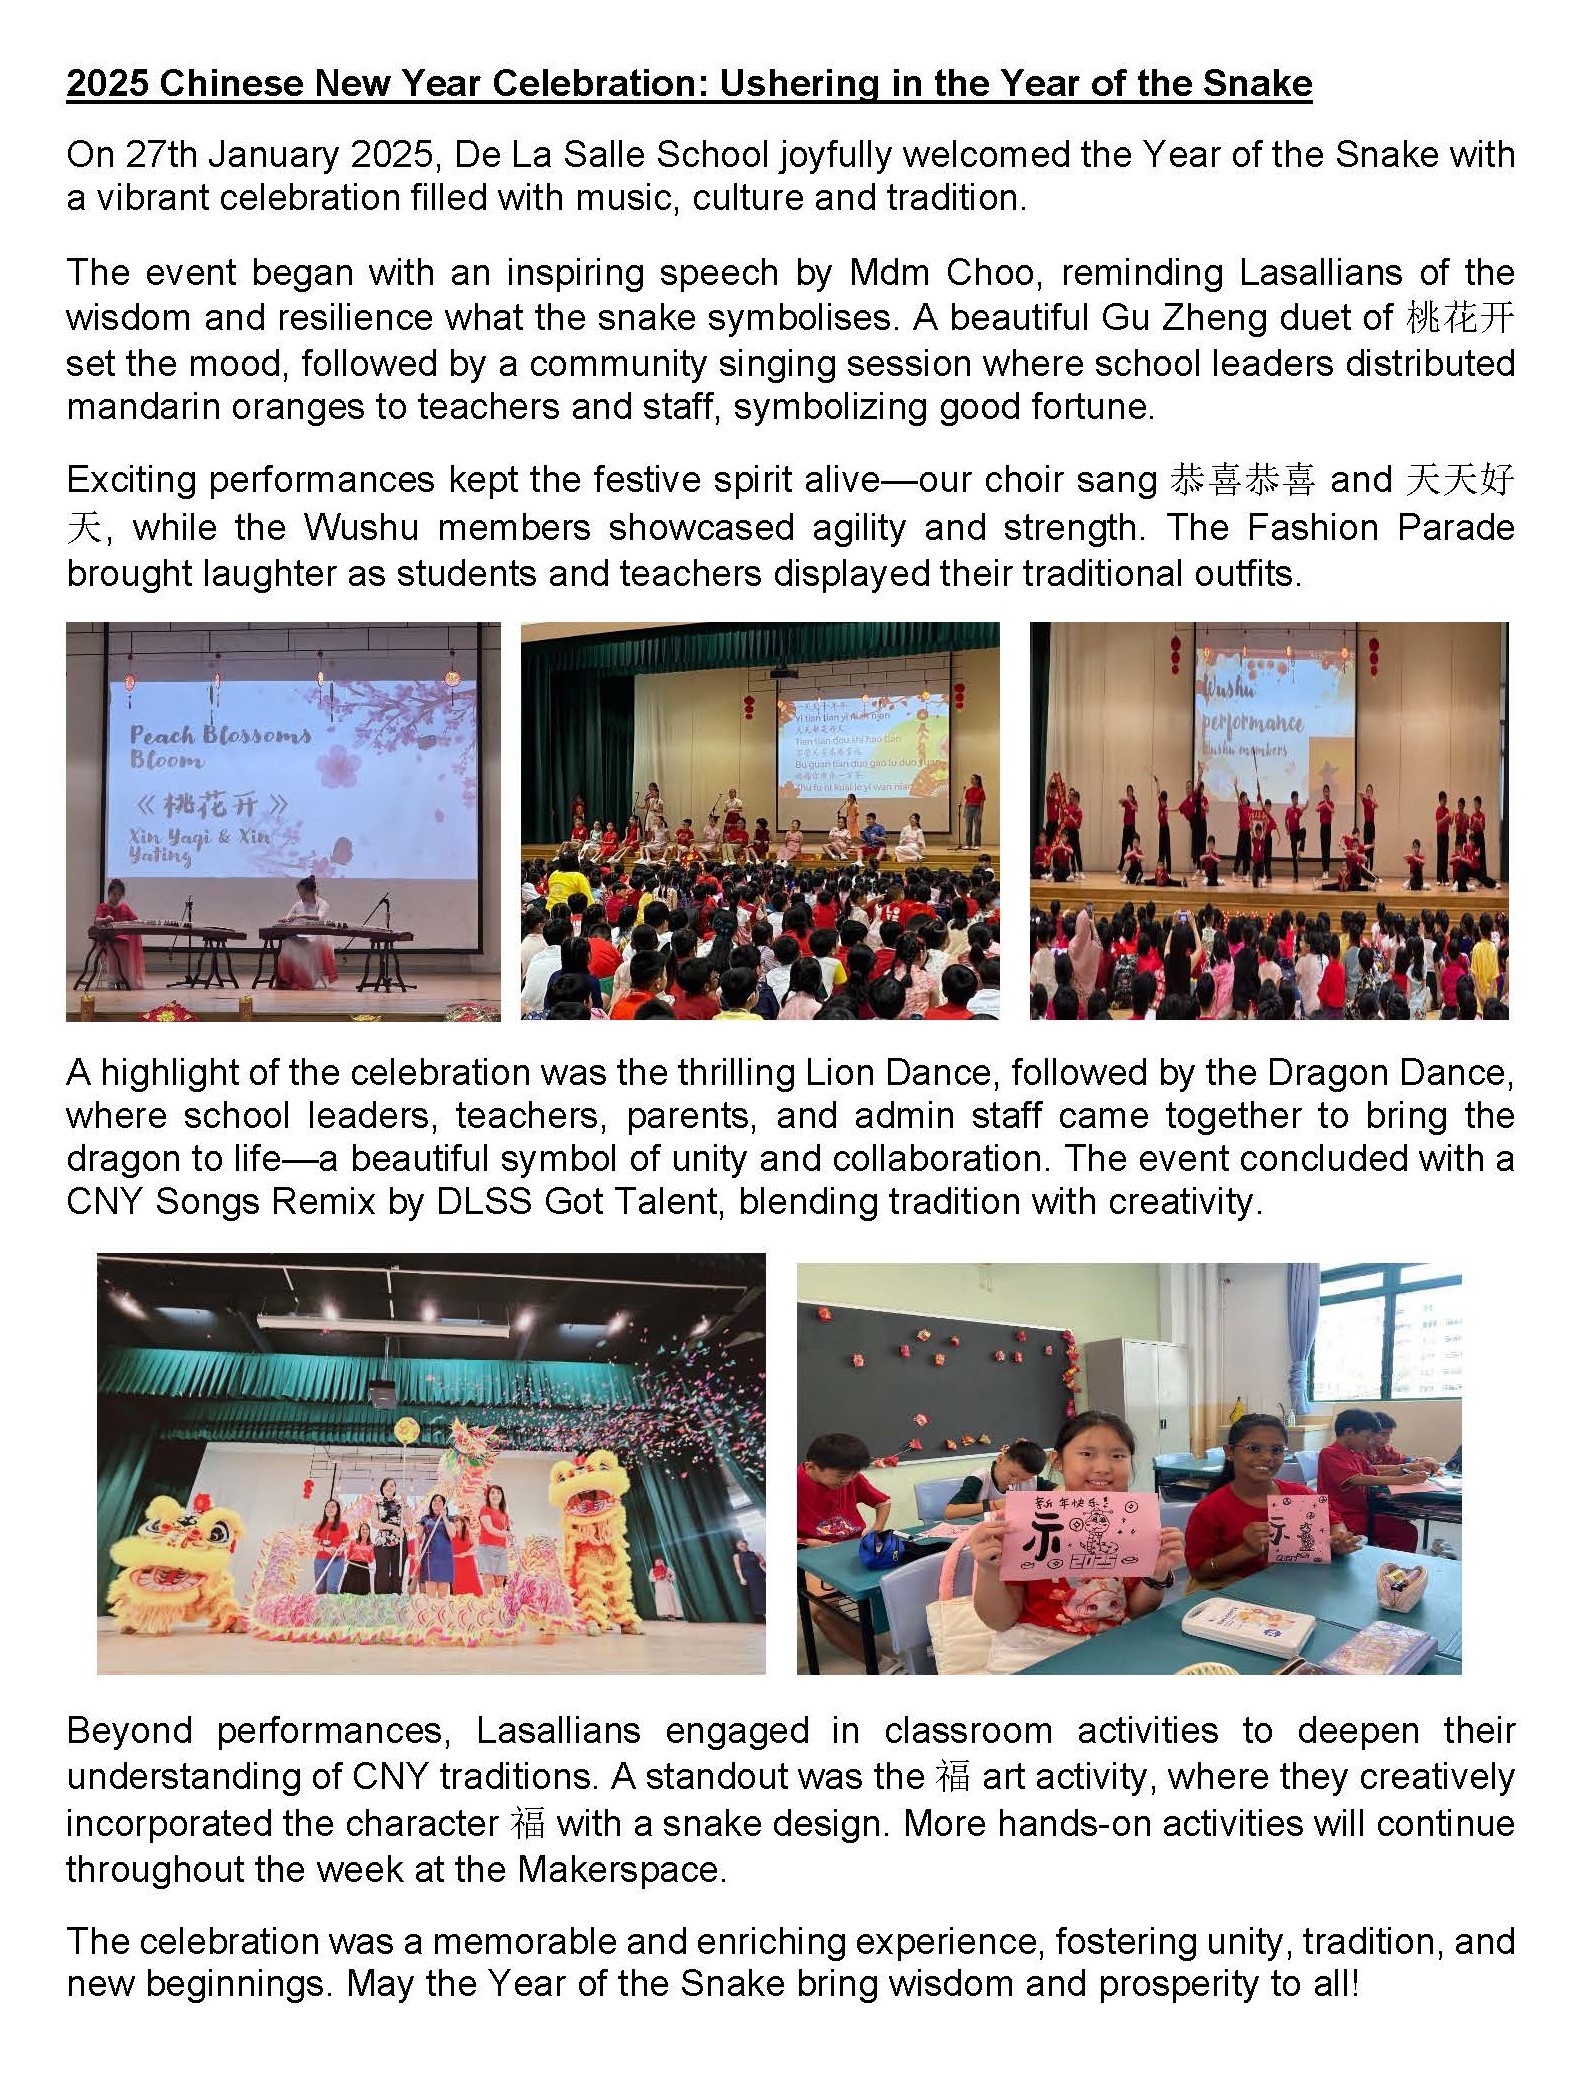 2025 Chinese New Year Celebration: Ushering in the Year of the Snake
On 27th January 2025, De La Salle School joyfully welcomed the Year of the Snake with
a vibrant celebration filled with music, culture and tradition.
The event began with an inspiring speech by Mdm Choo, reminding Lasallians of the
wisdom and resilience what the snake symbolises. A beautiful Gu Zheng duet of 桃花开
set the mood, followed by a community singing session where school leaders distributed
mandarin oranges to teachers and staff, symbolizing good fortune.
Exciting performances kept the festive spirit alive—our choir sang 恭喜恭喜 and 天天好
天, while the Wushu members showcased agility and strength. The Fashion Parade
brought laughter as students and teachers displayed their traditional outfits.
Peach Blossoms
Bloom
《桃花开》
Xin Yaqi & Xin
Yating
Yi tian tian yi nian nian
天天都是好天
Tian tian dou shi hao tian
Bu guan tian duo gao lu duo yuan
Zhu fu ni kuai le yi wan nian
Wushu
performance
Wushu members
A highlight of the celebration was the thrilling Lion Dance, followed by the Dragon Dance,
where school leaders, teachers, parents, and admin staff came together to bring the
dragon to life—a beautiful symbol of unity and collaboration. The event concluded with a
CNY Songs Remix by DLSS Got Talent, blending tradition with creativity.
新年快乐!
2025
Beyond performances, Lasallians engaged in classroom activities to deepen their
understanding of CNY traditions. A standout was the 福 art activity, where they creatively
incorporated the character 福 with a snake design. More hands-on activities will continue
throughout the week at the Makerspace.
The celebration was a memorable and enriching experience, fostering unity, tradition, and
new beginnings. May the Year of the Snake bring wisdom and prosperity to all!